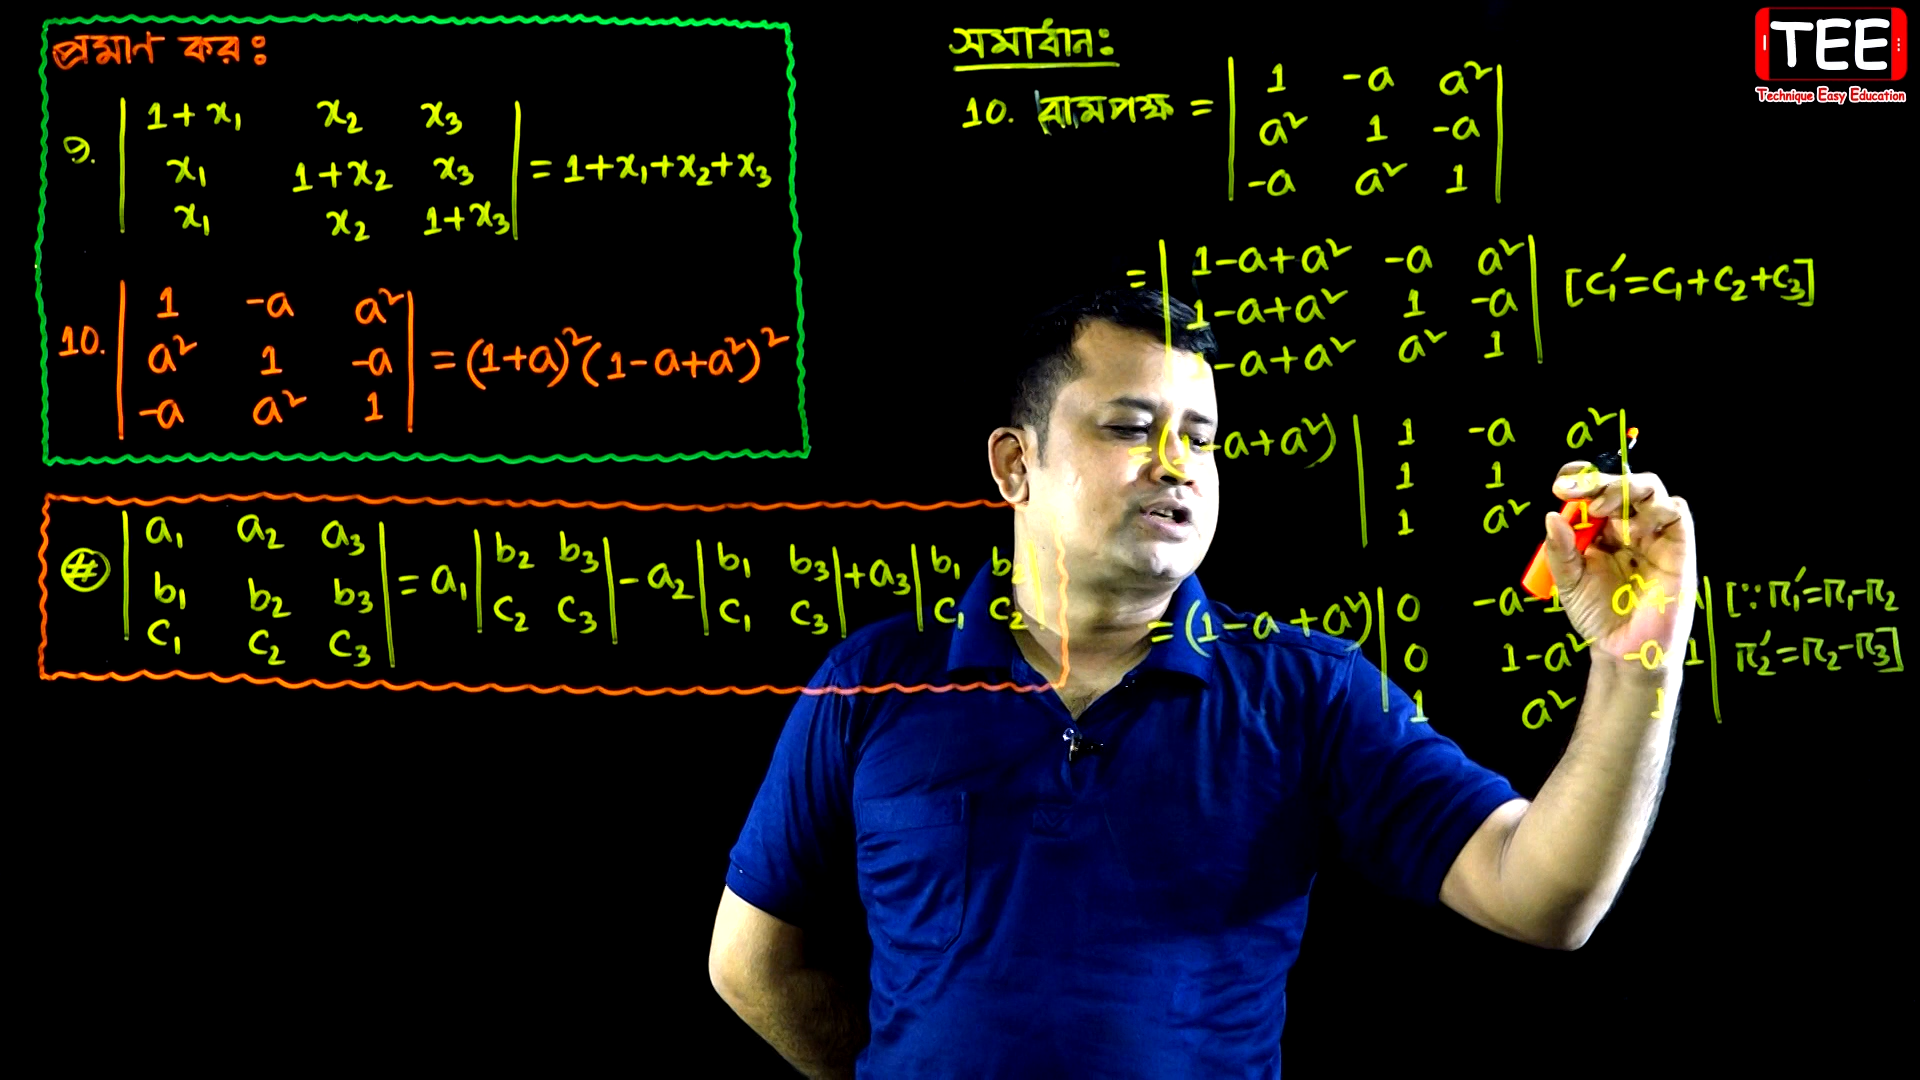 প্রমাণ কর:
9. | 1+x₁ x₂ x₃ |
| x₁ 1+x₂ x₃ | = 1+x₁+x₂+x₃
| x₁ x₂ 1+x₃ |
10. | 1 -a a² |
| a² 1 -a | = (1+a)²(1-a+a²)²
| -a a² 1 |
# | a₁ a₂ a₃ |
| b₁ b₂ b₃ | = a₁ | b₂ b₃ | - a₂ | b₁ b₃ | + a₃ | b₁ b₂ |
| c₁ c₂ c₃ | | c₂ c₃ | | c₁ c₃ | | c₁ c₂ |
সমাধান:
10. বামপক্ষ = | 1 -a a² |
| a² 1 -a |
| -a a² 1 |
= | 1-a+a² -a a² | [C₁′=C₁+C₂+C₃]
| 1-a+a² 1 -a |
| 1-a+a² a² 1 |
= (1-a+a²) | 1 -a a² |
| 1 1 |
| 1 a² 1 |
= (1-a+a²) | 0 -a-1 a²+ | [∵ r₁′=r₁-r₂
| 0 1-a² -a 1 | r₂′=r₂-r₃]
| 1 a² 1 |
TEE
Technique Easy Education